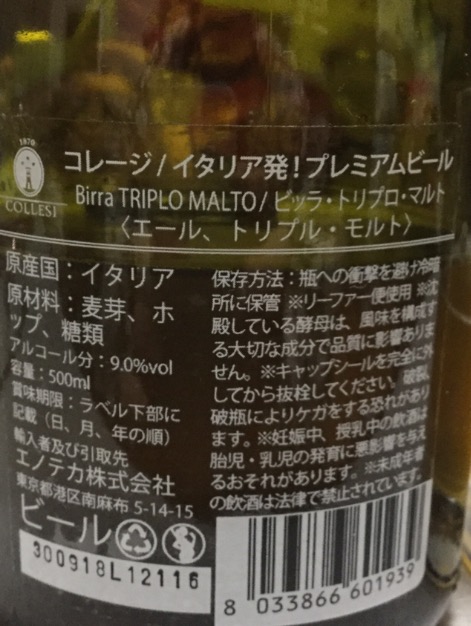 1870
COLLESI
コレージ/イタリア発!プレミアムビール
Birra TRIPLO MALTO/ビッラ・トリプロ・マルト
〈エール、トリプル・モルト〉
原産国:イタリア
原材料:麦芽、ホ
ップ、糖類
アルコール分:9.0%vol
容量:500ml
賞味期限:ラベル下部に
記載(日、月、年の順)
輸入者及び引取先
エノテカ株式会社
東京都港区南麻布 5-14-15
ビール
300918L12116
保存方法:瓶への衝撃を避け冷暗
所に保管 ※リーファー便使用 ※沈
殿している酵母は、風味を構成す
る大切な成分で品質に影響ありま
せん。※キャップシールを完全に外
してから抜栓してください。破裂、
破瓶によりケガをする恐れがあり
ます。※妊娠中、授乳中の飲酒は
胎児・乳児の発育に悪影響を与え
るおそれがあります。※未成年者
の飲酒は法律で禁止されています。
8 033866 601939